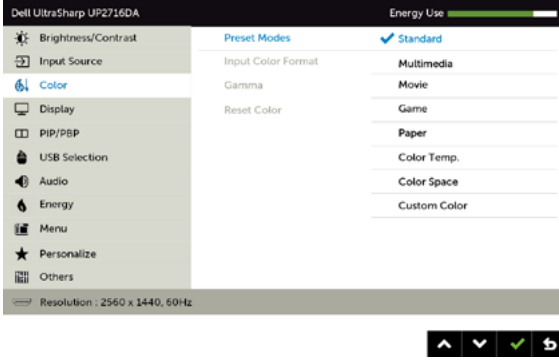 Dell UltraSharp UP2716DA Energy Use
Brightness/Contrast Preset Modes Standard
Input Source Input Color Format Multimedia
Color Gamma Movie
Display Reset Color Game
PIP/PBP Paper
USB Selection Color Temp.
Audio Color Space
Energy Custom Color
Menu
Personalize
Others
Resolution : 2560 x 1440, 60Hz